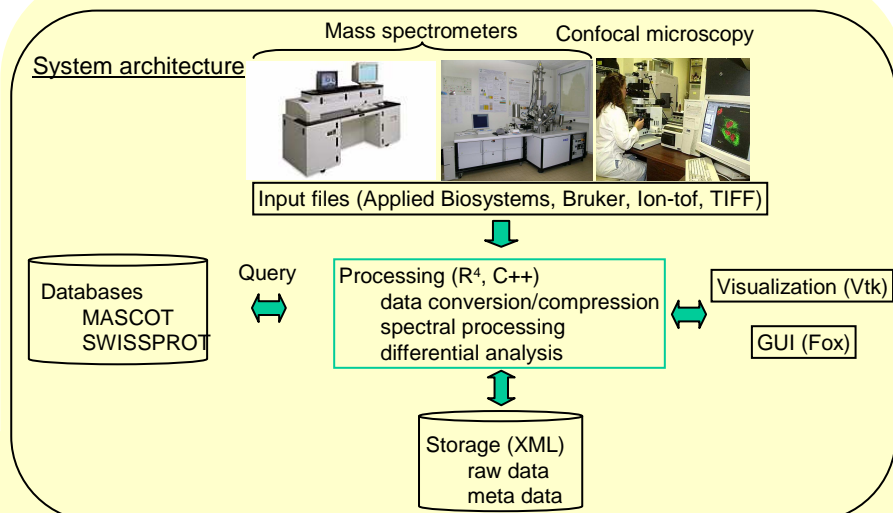 Mass spectrometers
Confocal microscopy
System architecture
Input files (Applied Biosystems, Bruker, Ion-tof, TIFF)
Databases
MASCOT
SWISSPROT
Query
Processing (R⁴, C++)
data conversion/compression
spectral processing
differential analysis
Visualization (Vtk)
GUI (Fox)
Storage (XML)
raw data
meta data